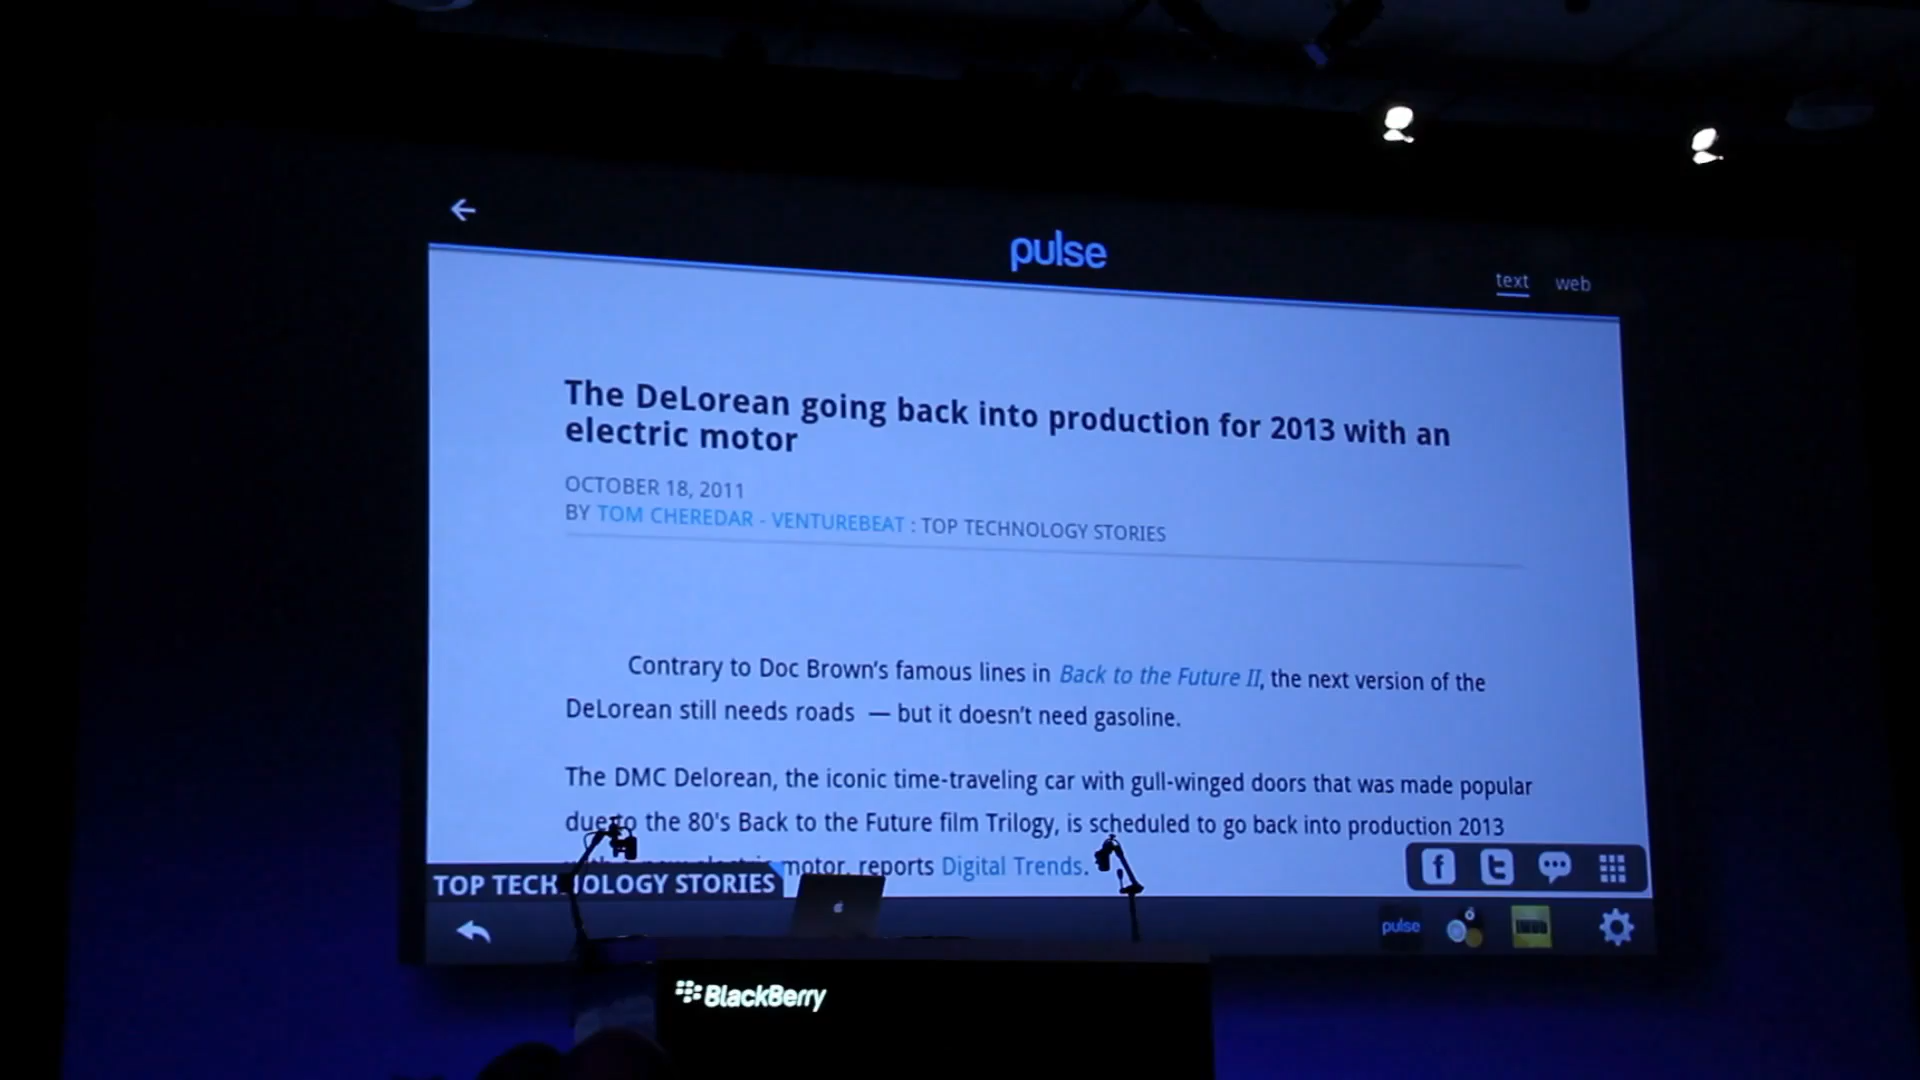 pulse
text web
The DeLorean going back into production for 2013 with an
electric motor
OCTOBER 18, 2011
BY TOM CHEREDAR - VENTUREBEAT : TOP TECHNOLOGY STORIES
Contrary to Doc Brown's famous lines in Back to the Future II, the next version of the
DeLorean still needs roads — but it doesn't need gasoline.
The DMC Delorean, the iconic time-traveling car with gull-winged doors that was made popular
due to the 80's Back to the Future film Trilogy, is scheduled to go back into production 2013
motor, reports Digital Trends.
TOP TECHNOLOGY STORIES
pulse
BlackBerry